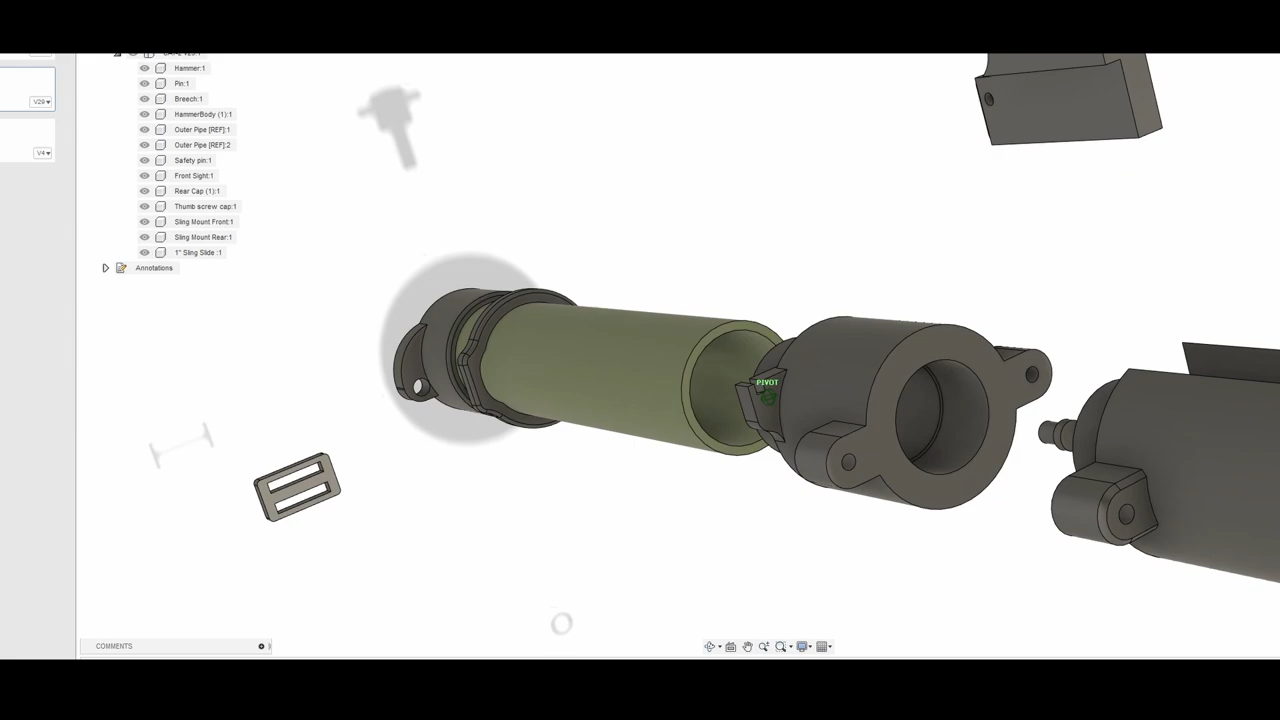 Hammer:1
V29
Pin:1
Breech:1
HammerBody (1):1
Outer Pipe [REF]:1
Outer Pipe [REF]:2
V4
Safety pin:1
Front Sight:1
Rear Cap (1):1
Thumb screw cap:1
Sling Mount Front:1
Sling Mount Rear:1
1" Sling Slide :1
Annotations
PIVOT
COMMENTS